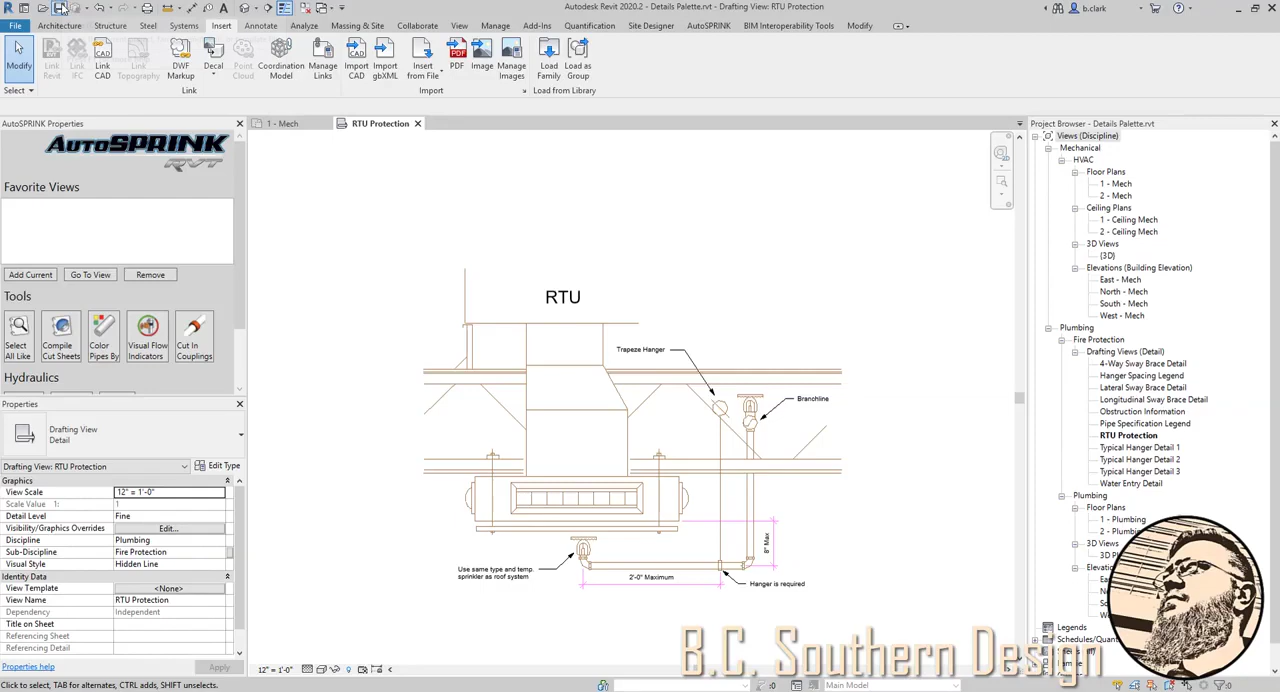 Autodesk Revit 2020.2 - Details Palette.rvt - Drafting View: RTU Protection
b.clark
File Architecture Structure Steel Systems Insert Annotate Analyze Massing & Site Collaborate View Manage Add-Ins Quantification Site Designer AutoSPRINK BIM Interoperability Tools Modify
Modify
Link Revit
Link IFC
Link CAD
Link Topography
DWF Markup
Decal
Point Cloud
Coordination Model
Manage Links
Import CAD
Import gbXML
Insert from File
PDF
Image
Manage Images
Load Family
Load as Group
Select
Link
Import
Load from Library
AutoSPRINK Properties
1 - Mech
RTU Protection
Project Browser - Details Palette.rvt
AutoSPRINK
RVT
Favorite Views
Add Current
Go To View
Remove
Tools
Select All Like
Compile Cut Sheets
Color Pipes By
Visual Flow Indicators
Cut In Couplings
Hydraulics
Properties
Drafting View
Detail
Drafting View: RTU Protection
Edit Type
Graphics
View Scale 12" = 1'-0"
Scale Value 1: 1
Detail Level Fine
Visibility/Graphics Overrides Edit...
Discipline Plumbing
Sub-Discipline Fire Protection
Visual Style Hidden Line
Identity Data
View Template <None>
View Name RTU Protection
Dependency Independent
Title on Sheet
Referencing Sheet
Referencing Detail
Properties help
Apply
RTU
Trapeze Hanger
Branchline
8" Max
Use same type and temp.
sprinkler as roof system
2'-0" Maximum
Hanger is required
12" = 1'-0"
Views (Discipline)
Mechanical
HVAC
Floor Plans
1 - Mech
2 - Mech
Ceiling Plans
1 - Ceiling Mech
2 - Ceiling Mech
3D Views
{3D}
Elevations (Building Elevation)
East - Mech
North - Mech
South - Mech
West - Mech
Plumbing
Fire Protection
Drafting Views (Detail)
4-Way Sway Brace Detail
Hanger Spacing Legend
Lateral Sway Brace Detail
Longitudinal Sway Brace Detail
Obstruction Information
Pipe Specification Legend
RTU Protection
Typical Hanger Detail 1
Typical Hanger Detail 2
Typical Hanger Detail 3
Water Entry Detail
Plumbing
Floor Plans
1 - Plumbing
2 - Plumbing
3D Views
Legends
B.C. Southern Design
Click to select, TAB for alternates, CTRL adds, SHIFT unselects.
:0
Main Model
:0